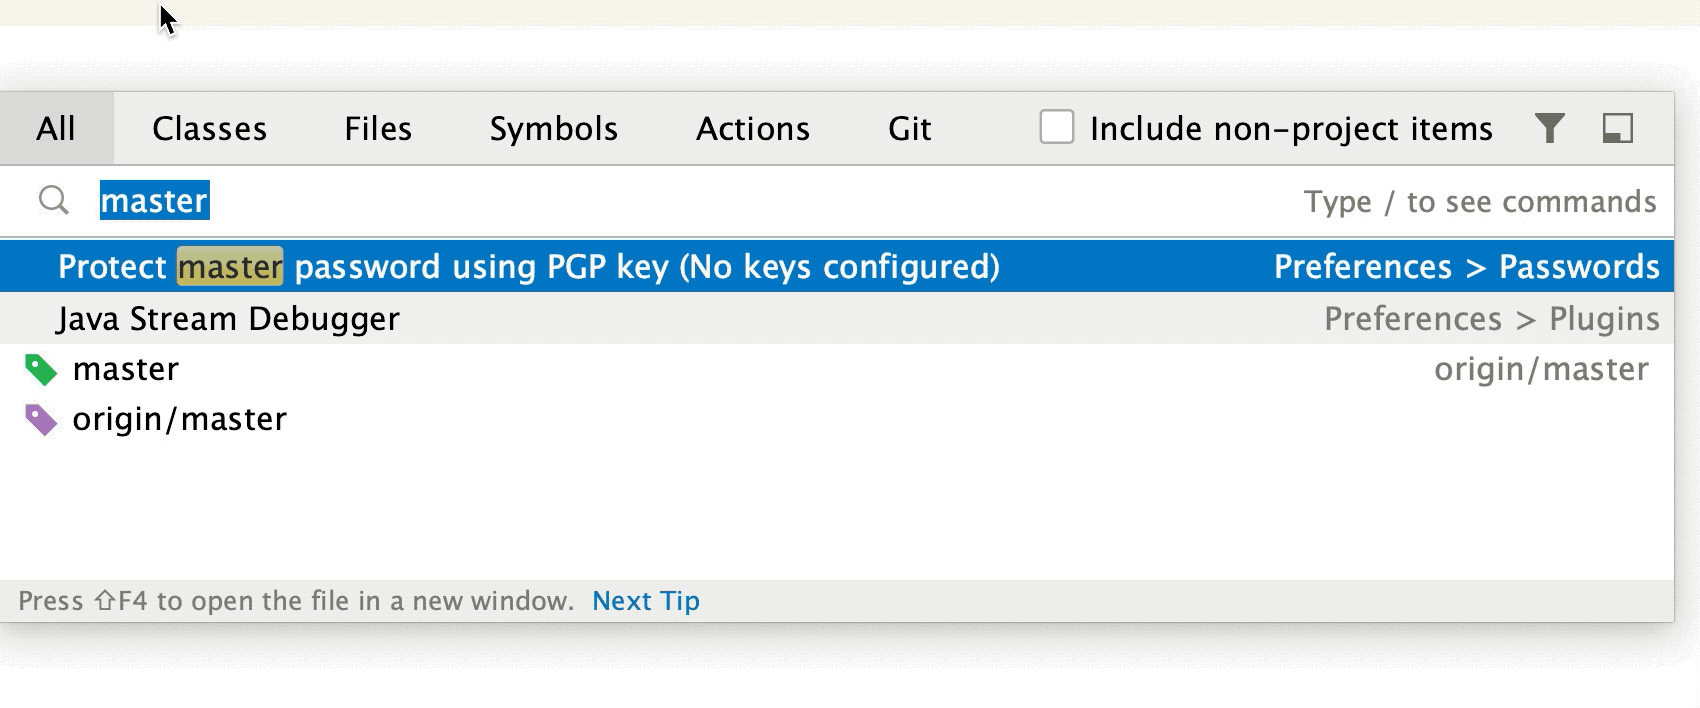 All Classes Files Symbols Actions Git Include non-project items
master Type / to see commands
Protect master password using PGP key (No keys configured) Preferences > Passwords
Java Stream Debugger Preferences > Plugins
master origin/master
origin/master
Press ⇧F4 to open the file in a new window. Next Tip